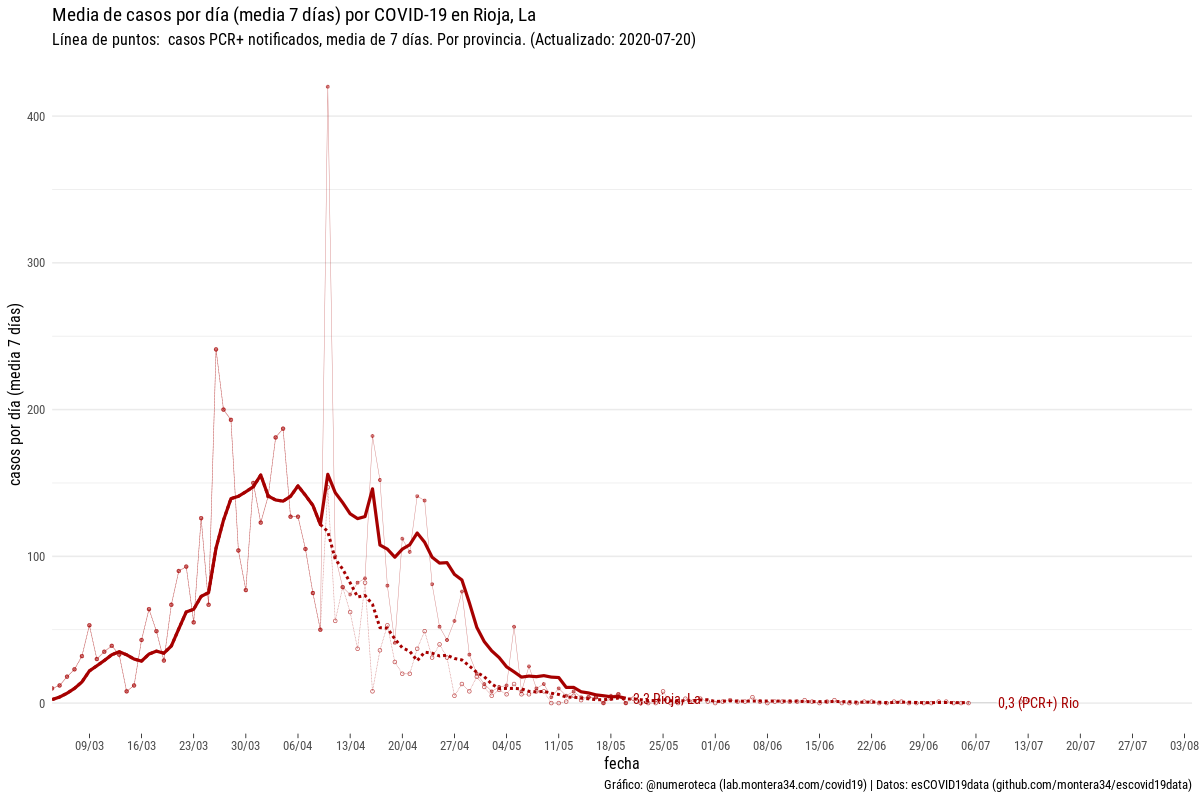 Media de casos por día (media 7 días) por COVID-19 en Rioja, La
Línea de puntos:  casos PCR+ notificados, media de 7 días. Por provincia. (Actualizado: 2020-07-20)
casos por día (media 7 días)
400
300
200
100
0
3,3 Rioja, La
0,3 (PCR+) Rio
09/03 16/03 23/03 30/03 06/04 13/04 20/04 27/04 04/05 11/05 18/05 25/05 01/06 08/06 15/06 22/06 29/06 06/07 13/07 20/07 27/07 03/08
fecha
Gráfico: @numeroteca (lab.montera34.com/covid19) | Datos: esCOVID19data (github.com/montera34/escovid19data)